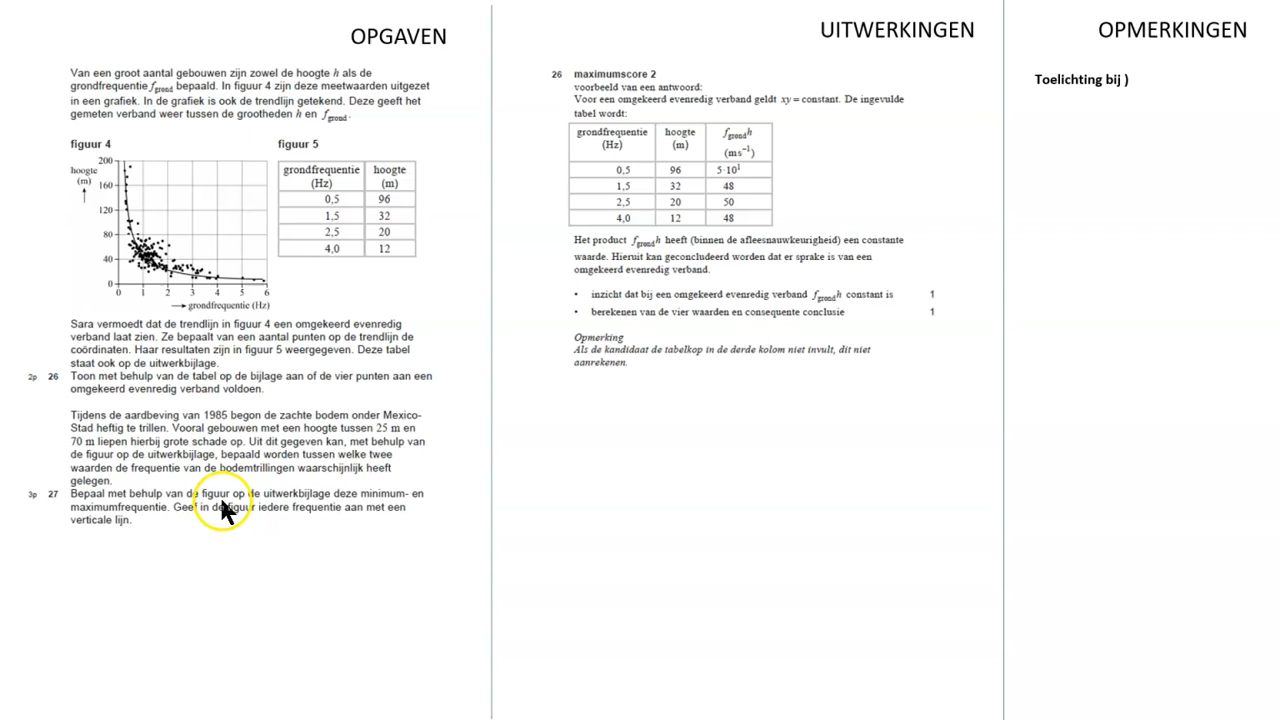 OPGAVEN
Van een groot aantal gebouwen zijn zowel de hoogte h als de
grondfrequentie f grond bepaald. In figuur 4 zijn deze meetwaarden uitgezet
in een grafiek. In de grafiek is ook de trendlijn getekend. Deze geeft het
gemeten verband weer tussen de grootheden h en f grond.
figuur 4
hoogte
(m)
200
160
120
80
40
0
0 1 2 3 4 5 6
grondfrequentie (Hz)
figuur 5
grondfrequentie (Hz) hoogte (m)
0,5 96
1,5 32
2,5 20
4,0 12
Sara vermoedt dat de trendlijn in figuur 4 een omgekeerd evenredig
verband laat zien. Ze bepaalt van een aantal punten op de trendlijn de
coördinaten. Haar resultaten zijn in figuur 5 weergegeven. Deze tabel
staat ook op de uitwerkbijlage.
2p 26 Toon met behulp van de tabel op de bijlage aan of de vier punten aan een
omgekeerd evenredig verband voldoen.
Tijdens de aardbeving van 1985 begon de zachte bodem onder Mexico-
Stad heftig te trillen. Vooral gebouwen met een hoogte tussen 25 m en
70 m liepen hierbij grote schade op. Uit dit gegeven kan, met behulp van
de figuur op de uitwerkbijlage, bepaald worden tussen welke twee
waarden de frequentie van de bodemtrillingen waarschijnlijk heeft
gelegen.
3p 27 Bepaal met behulp van de figuur op de uitwerkbijlage deze minimum- en
maximumfrequentie. Geef in de figuur iedere frequentie aan met een
verticale lijn.
UITWERKINGEN
26 maximumscore 2
voorbeeld van een antwoord:
Voor een omgekeerd evenredig verband geldt xy = constant. De ingevulde
tabel wordt:
grondfrequentie (Hz) hoogte (m) f grond h (ms⁻¹)
0,5 96 5·10¹
1,5 32 48
2,5 20 50
4,0 12 48
Het product f grond h heeft (binnen de afleesnauwkeurigheid) een constante
waarde. Hieruit kan geconcludeerd worden dat er sprake is van een
omgekeerd evenredig verband.
• inzicht dat bij een omgekeerd evenredig verband f grond h constant is 1
• berekenen van de vier waarden en consequente conclusie 1
Opmerking
Als de kandidaat de tabelkop in de derde kolom niet invult, dit niet
aanrekenen.
OPMERKINGEN
Toelichting bij )